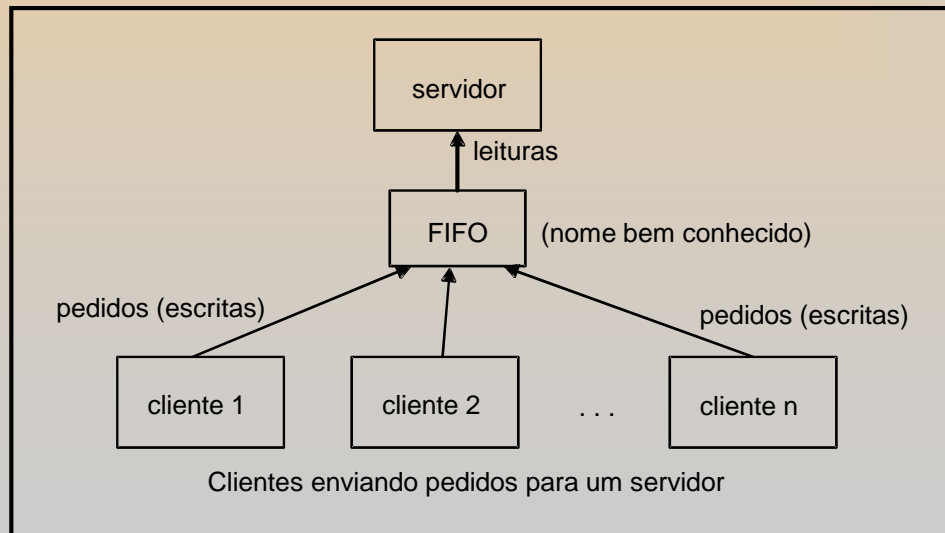 servidor
leituras
FIFO
(nome bem conhecido)
pedidos (escritas)
pedidos (escritas)
cliente 1
cliente 2
. . .
cliente n
Clientes enviando pedidos para um servidor